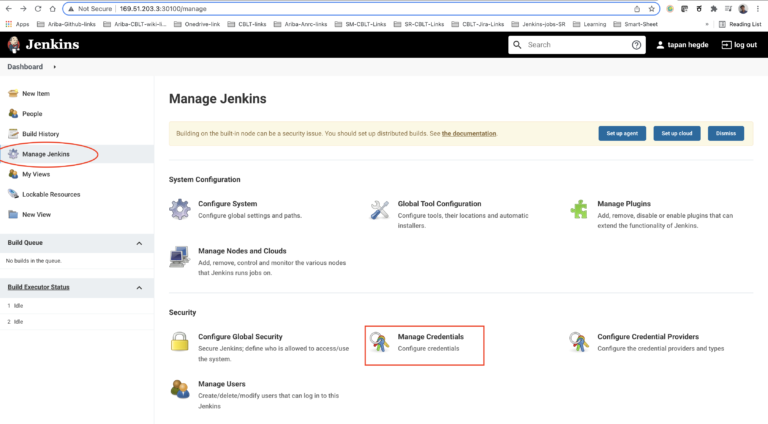 Not Secure | 169.51.203.3:30100/manage
Apps Ariba-Github-links Ariba-CBLT-wiki-li... Onedrive-link CBLT-links Ariba-Anrc-links SM-CBLT-Links SR-CBLT-Links CBLT-Jira-Links Jenkins-jobs-SR Learning Smart-Sheet » Reading List
Jenkins
Search
tapan hegde
log out
Dashboard
New Item
People
Build History
Manage Jenkins
My Views
Lockable Resources
New View
Build Queue
No builds in the queue.
Build Executor Status
1 Idle
2 Idle
Manage Jenkins
Building on the built-in node can be a security issue. You should set up distributed builds. See the documentation.
Set up agent
Set up cloud
Dismiss
System Configuration
Configure System
Configure global settings and paths.
Global Tool Configuration
Configure tools, their locations and automatic
installers.
Manage Plugins
Add, remove, disable or enable plugins that can
extend the functionality of Jenkins.
Manage Nodes and Clouds
Add, remove, control and monitor the various nodes
that Jenkins runs jobs on.
Security
Configure Global Security
Secure Jenkins; define who is allowed to access/use
the system.
Manage Credentials
Configure credentials
Configure Credential Providers
Configure the credential providers and types
Manage Users
Create/delete/modify users that can log in to this
Jenkins